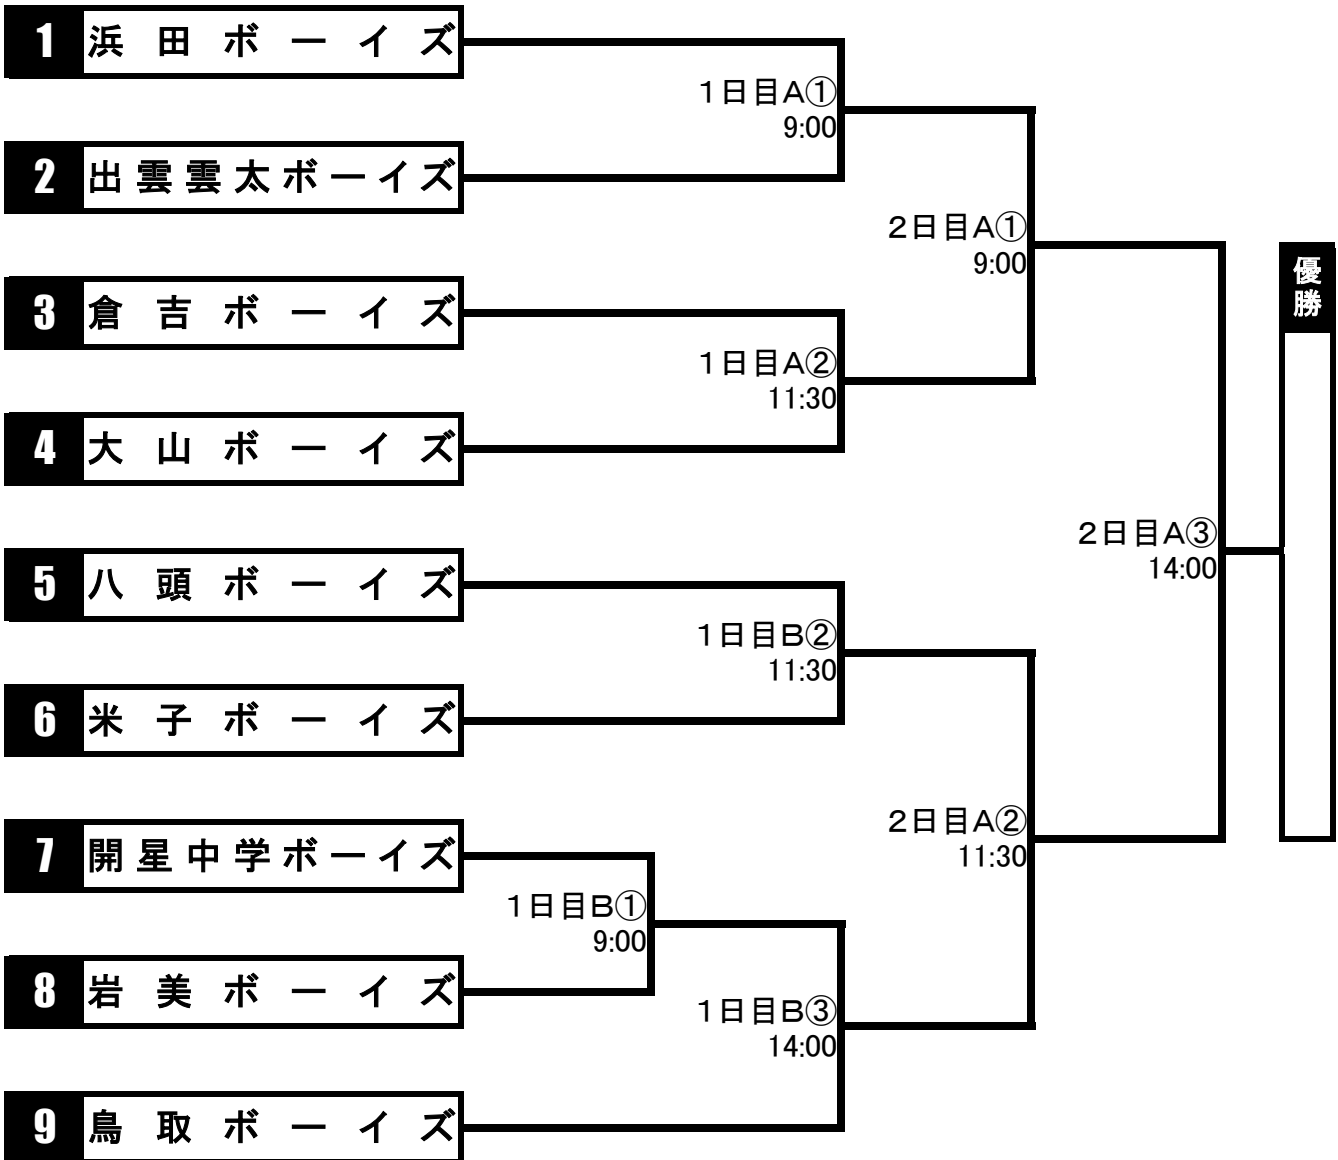 1 浜田ボーイズ
1日目A①
9:00
2 出雲雲太ボーイズ
2日目A①
9:00
優勝
3 倉吉ボーイズ
1日目A②
11:30
4 大山ボーイズ
2日目A③
14:00
5 八頭ボーイズ
1日目B②
11:30
6 米子ボーイズ
2日目A②
11:30
7 開星中学ボーイズ
1日目B①
9:00
8 岩美ボーイズ
1日目B③
14:00
9 鳥取ボーイズ